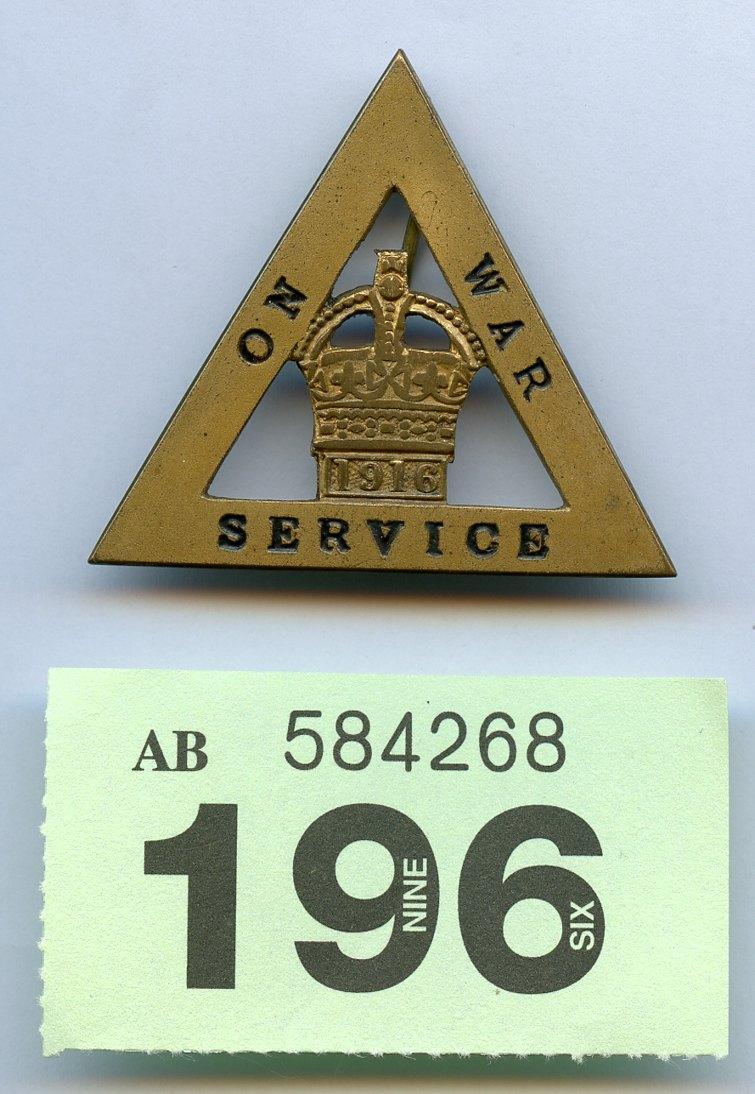 ON WAR
1916
SERVICE
AB 584268
196
NINE
SIX